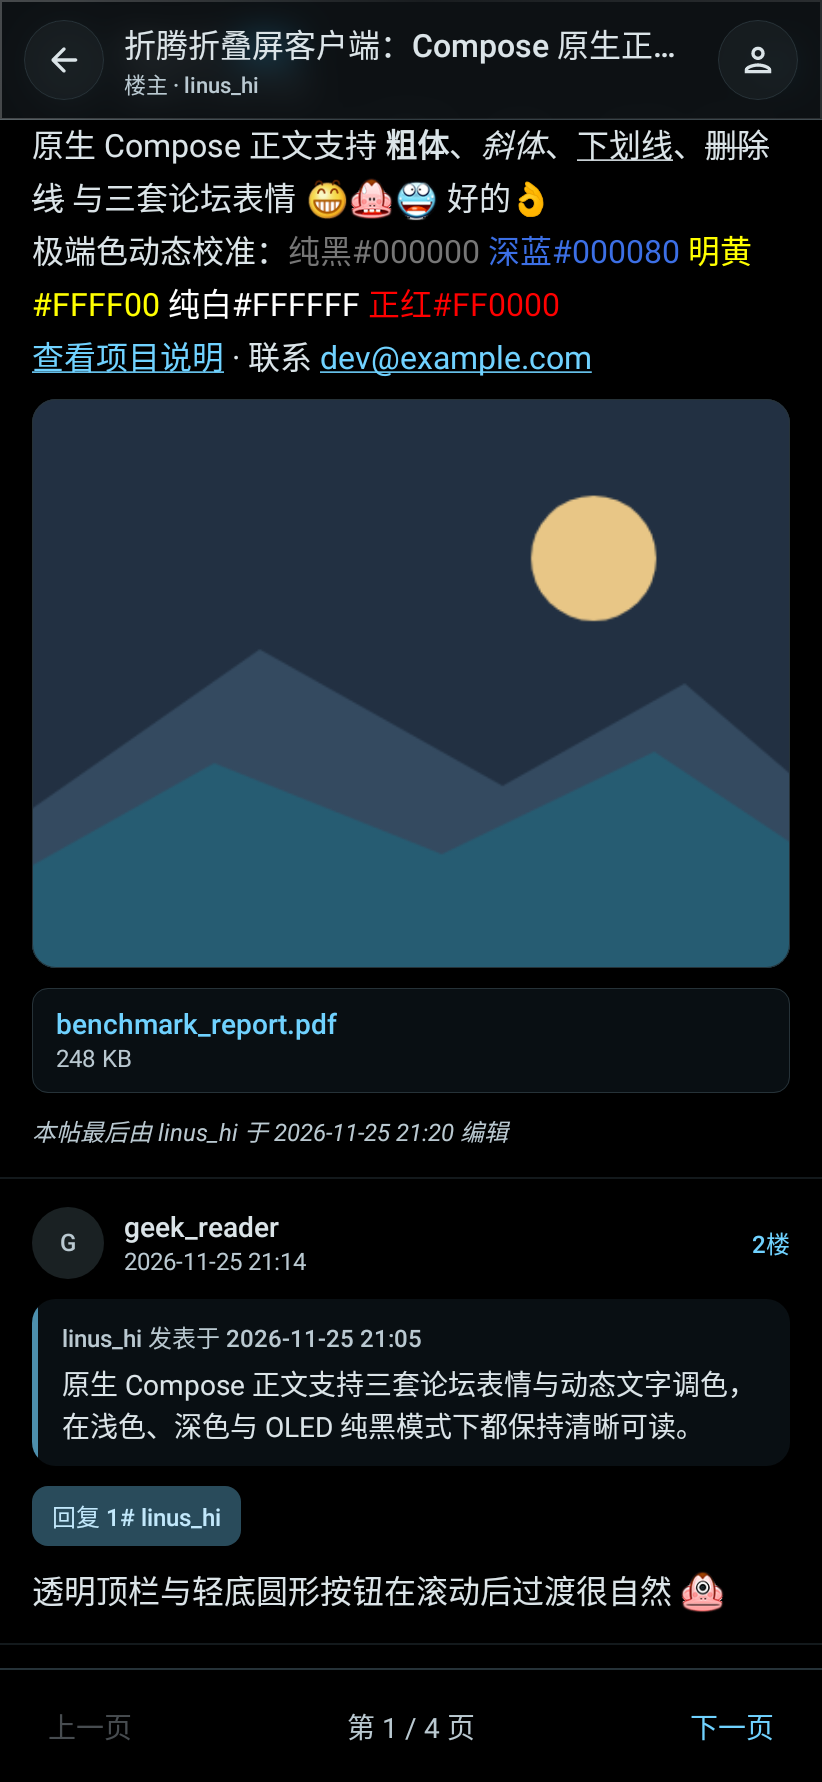 折腾折叠屏客户端：Compose 原生正…
楼主 · linus_hi
原生 Compose 正文支持 粗体、斜体、下划线、删除
线 与三套论坛表情 😁 好的👌
极端色动态校准：纯黑#000000 深蓝#000080 明黄
#FFFF00 纯白#FFFFFF 正红#FF0000
查看项目说明 · 联系 dev@example.com
benchmark_report.pdf
248 KB
本帖最后由 linus_hi 于 2026-11-25 21:20 编辑
G
geek_reader
2026-11-25 21:14
2楼
linus_hi 发表于 2026-11-25 21:05
原生 Compose 正文支持三套论坛表情与动态文字调色，
在浅色、深色与 OLED 纯黑模式下都保持清晰可读。
回复 1# linus_hi
透明顶栏与轻底圆形按钮在滚动后过渡很自然
上一页
第 1 / 4 页
下一页